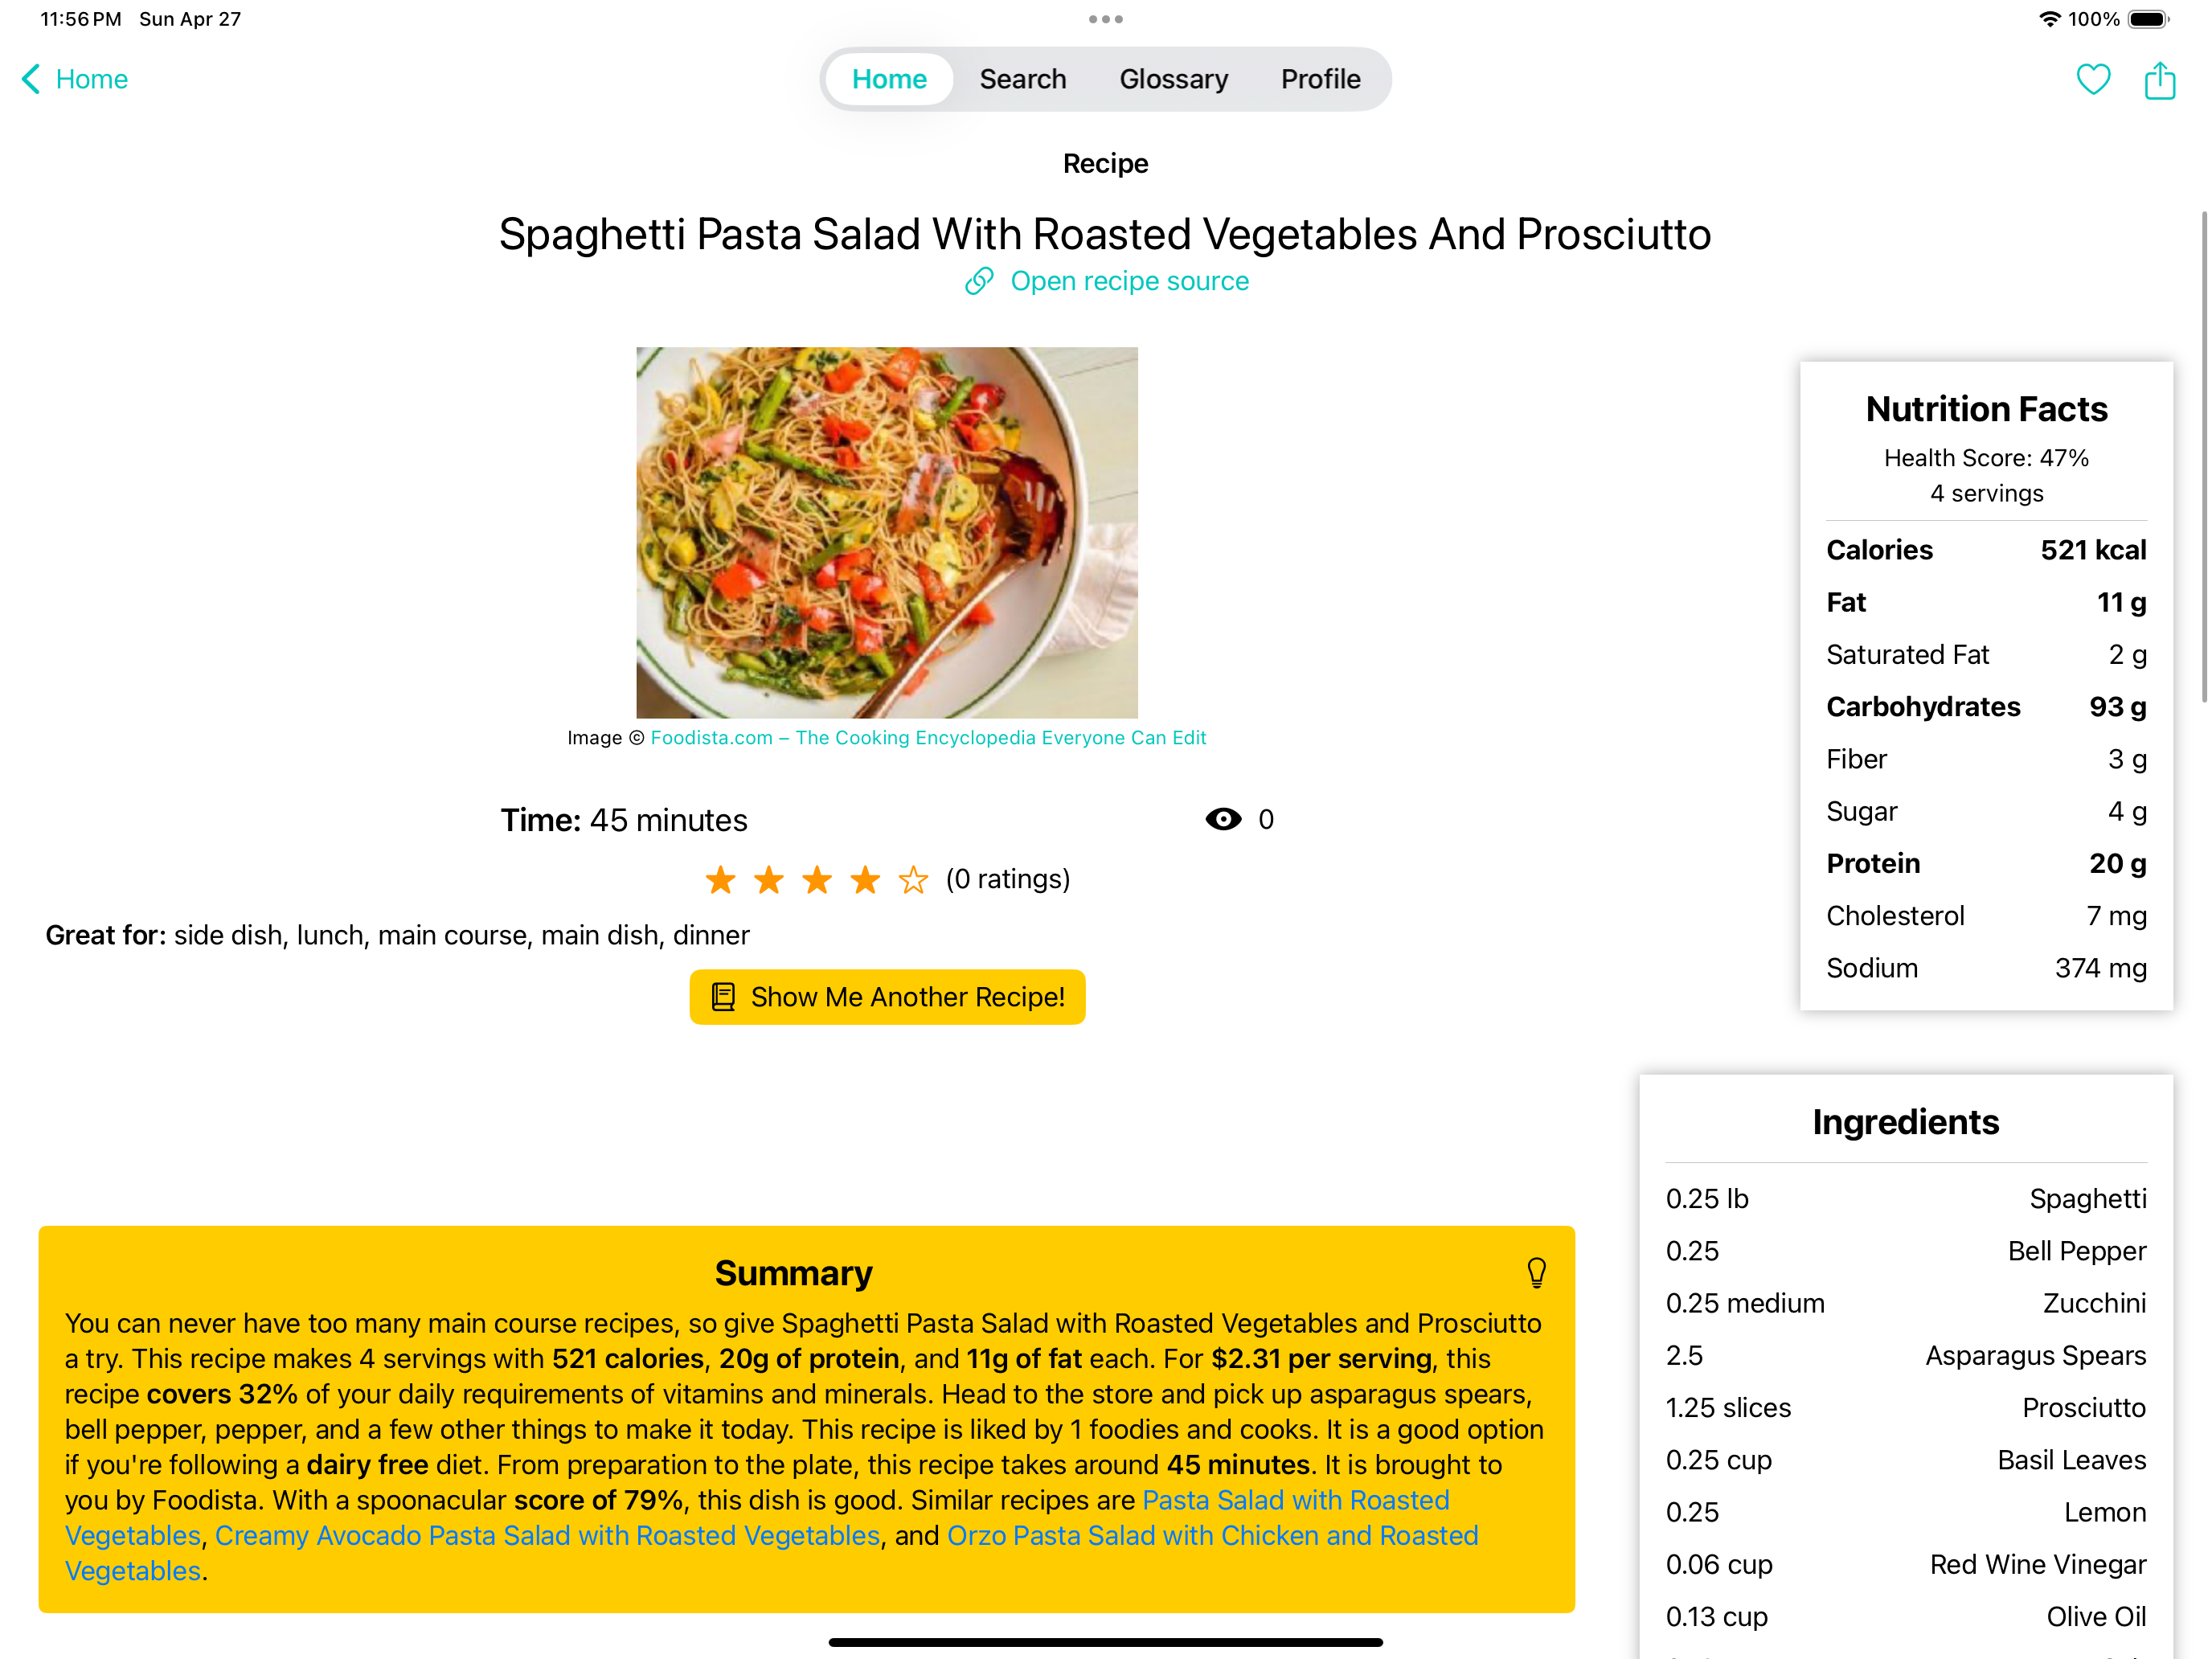 11:56 PM Sun Apr 27
100%
Home
Home Search Glossary Profile
Recipe
Spaghetti Pasta Salad With Roasted Vegetables And Prosciutto
Open recipe source
Image © Foodista.com – The Cooking Encyclopedia Everyone Can Edit
Time: 45 minutes
0
(0 ratings)
Great for: side dish, lunch, main course, main dish, dinner
Show Me Another Recipe!
Nutrition Facts
Health Score: 47%
4 servings
Calories 521 kcal
Fat 11 g
Saturated Fat 2 g
Carbohydrates 93 g
Fiber 3 g
Sugar 4 g
Protein 20 g
Cholesterol 7 mg
Sodium 374 mg
Summary
You can never have too many main course recipes, so give Spaghetti Pasta Salad with Roasted Vegetables and Prosciutto
a try. This recipe makes 4 servings with 521 calories, 20g of protein, and 11g of fat each. For $2.31 per serving, this
recipe covers 32% of your daily requirements of vitamins and minerals. Head to the store and pick up asparagus spears,
bell pepper, pepper, and a few other things to make it today. This recipe is liked by 1 foodies and cooks. It is a good option
if you're following a dairy free diet. From preparation to the plate, this recipe takes around 45 minutes. It is brought to
you by Foodista. With a spoonacular score of 79%, this dish is good. Similar recipes are Pasta Salad with Roasted
Vegetables, Creamy Avocado Pasta Salad with Roasted Vegetables, and Orzo Pasta Salad with Chicken and Roasted
Vegetables.
Ingredients
0.25 lb Spaghetti
0.25 Bell Pepper
0.25 medium Zucchini
2.5 Asparagus Spears
1.25 slices Prosciutto
0.25 cup Basil Leaves
0.25 Lemon
0.06 cup Red Wine Vinegar
0.13 cup Olive Oil